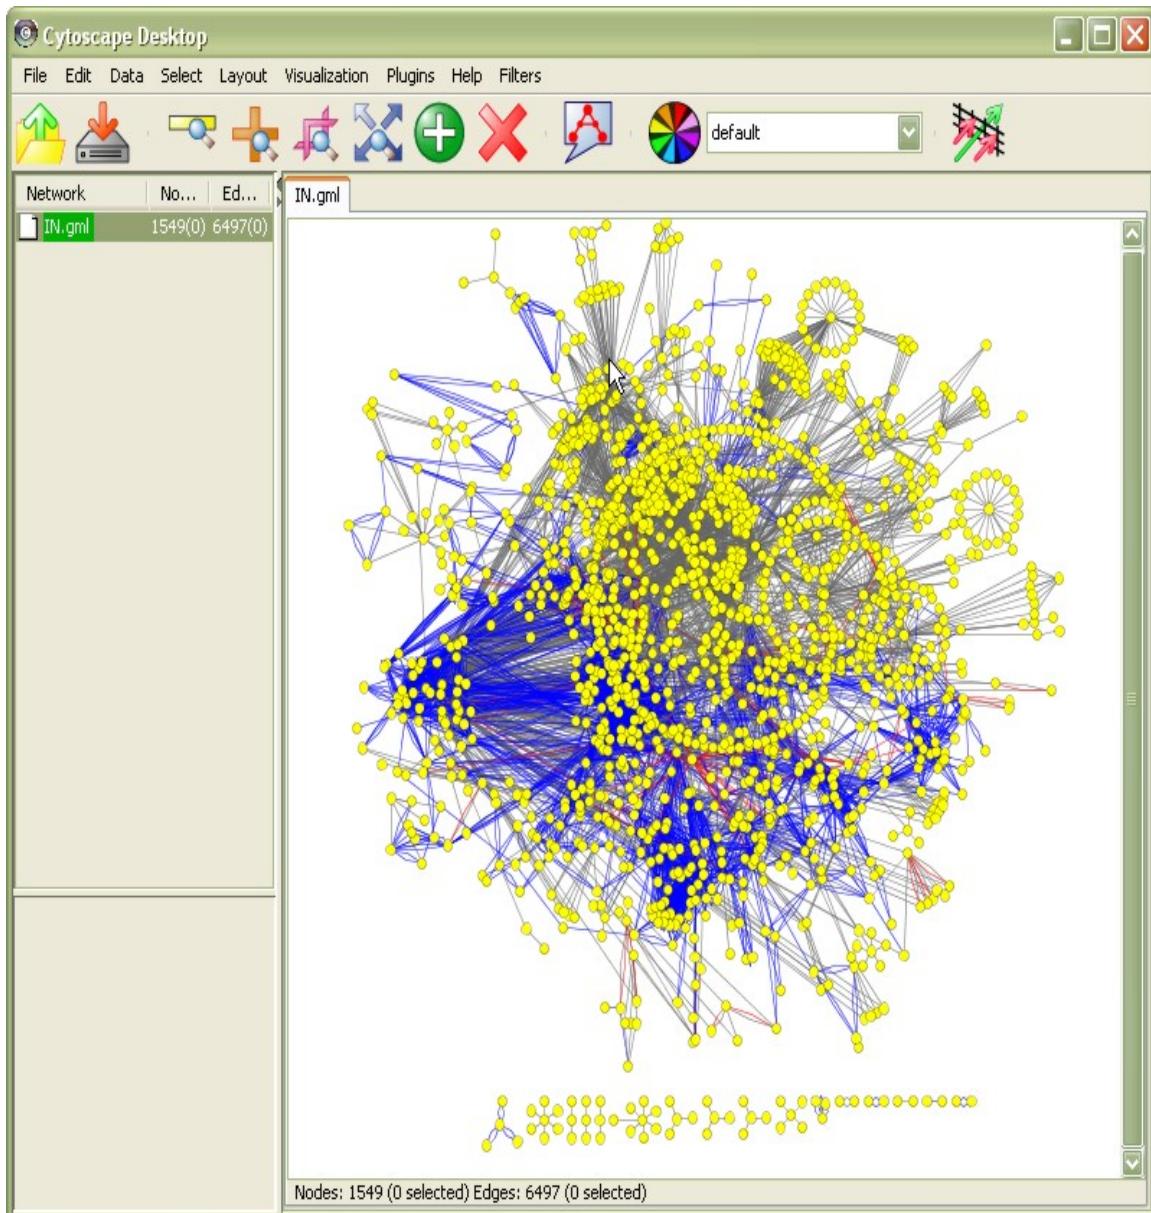 Cytoscape Desktop
File Edit Data Select Layout Visualization Plugins Help Filters
default
Network No... Ed...
IN.gml 1549(0) 6497(0)
IN.gml
Nodes: 1549 (0 selected) Edges: 6497 (0 selected)